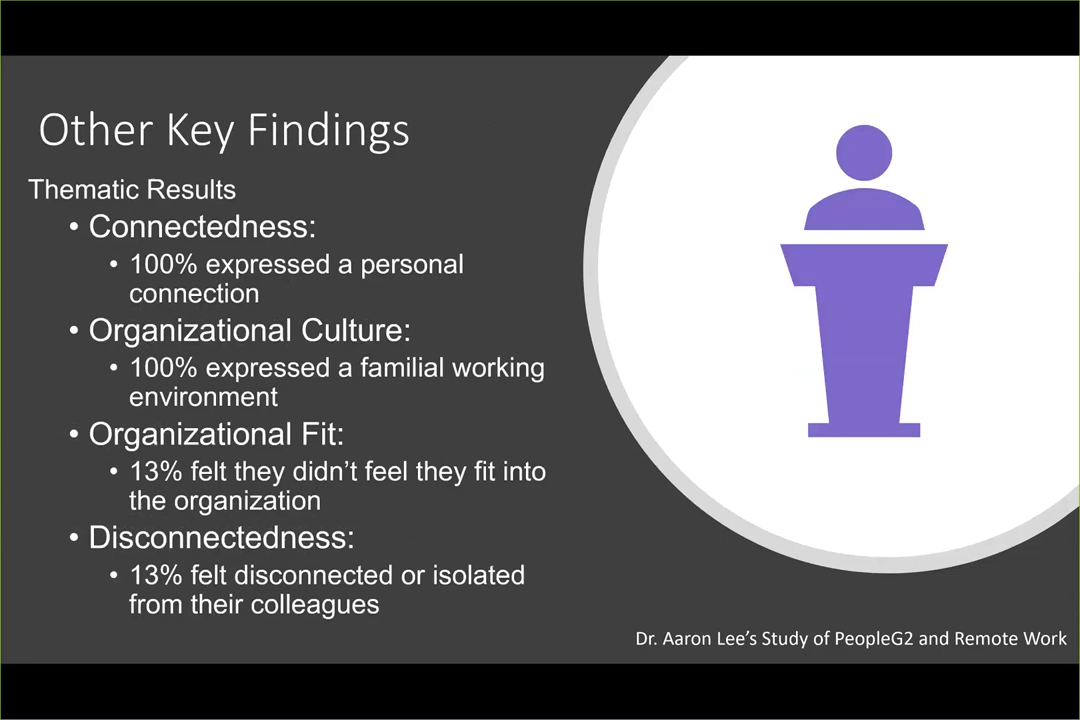 Other Key Findings
Thematic Results
• Connectedness:
• 100% expressed a personal
connection
• Organizational Culture:
• 100% expressed a familial working
environment
• Organizational Fit:
• 13% felt they didn’t feel they fit into
the organization
• Disconnectedness:
• 13% felt disconnected or isolated
from their colleagues
Dr. Aaron Lee’s Study of PeopleG2 and Remote Work